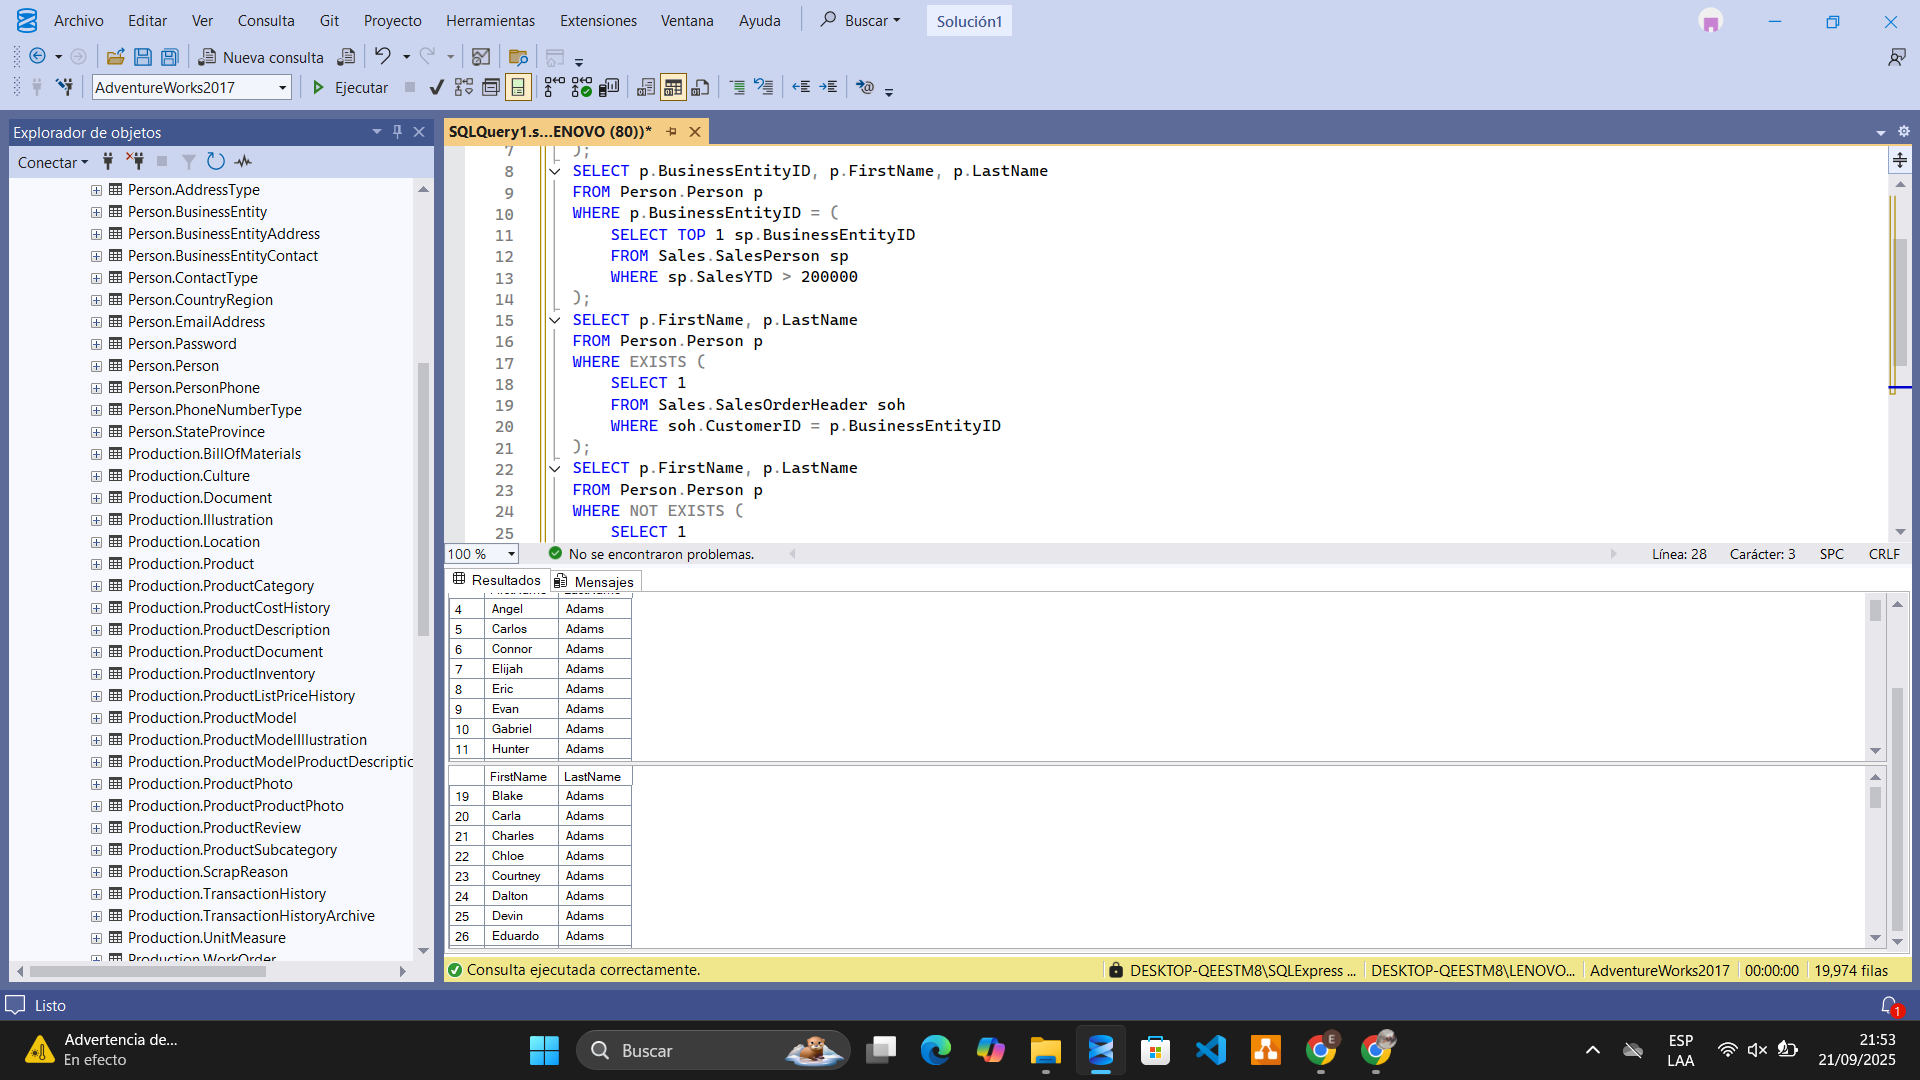 Archivo Editar Ver Consulta Git Proyecto Herramientas Extensiones Ventana Ayuda Buscar Solución1
Nueva consulta
AdventureWorks2017 Ejecutar
Explorador de objetos
Conectar
Person.AddressType
Person.BusinessEntity
Person.BusinessEntityAddress
Person.BusinessEntityContact
Person.ContactType
Person.CountryRegion
Person.EmailAddress
Person.Password
Person.Person
Person.PersonPhone
Person.PhoneNumberType
Person.StateProvince
Production.BillOfMaterials
Production.Culture
Production.Document
Production.Illustration
Production.Location
Production.Product
Production.ProductCategory
Production.ProductCostHistory
Production.ProductDescription
Production.ProductDocument
Production.ProductInventory
Production.ProductListPriceHistory
Production.ProductModel
Production.ProductModelIllustration
Production.ProductModelProductDescriptic
Production.ProductPhoto
Production.ProductProductPhoto
Production.ProductReview
Production.ProductSubcategory
Production.ScrapReason
Production.TransactionHistory
Production.TransactionHistoryArchive
Production.UnitMeasure
Production.WorkOrder
SQLQuery1.s...ENOVO (80))*
7 );
8 SELECT p.BusinessEntityID, p.FirstName, p.LastName
9 FROM Person.Person p
10 WHERE p.BusinessEntityID = (
11 SELECT TOP 1 sp.BusinessEntityID
12 FROM Sales.SalesPerson sp
13 WHERE sp.SalesYTD > 200000
14 );
15 SELECT p.FirstName, p.LastName
16 FROM Person.Person p
17 WHERE EXISTS (
18 SELECT 1
19 FROM Sales.SalesOrderHeader soh
20 WHERE soh.CustomerID = p.BusinessEntityID
21 );
22 SELECT p.FirstName, p.LastName
23 FROM Person.Person p
24 WHERE NOT EXISTS (
25 SELECT 1
100 % No se encontraron problemas. Línea: 28 Carácter: 3 SPC CRLF
Resultados Mensajes
FirstName LastName
4 Angel Adams
5 Carlos Adams
6 Connor Adams
7 Elijah Adams
8 Eric Adams
9 Evan Adams
10 Gabriel Adams
11 Hunter Adams
FirstName LastName
19 Blake Adams
20 Carla Adams
21 Charles Adams
22 Chloe Adams
23 Courtney Adams
24 Dalton Adams
25 Devin Adams
26 Eduardo Adams
Consulta ejecutada correctamente. DESKTOP-QEESTM8\SQLExpress ... DESKTOP-QEESTM8\LENOVO... AdventureWorks2017 00:00:00 19,974 filas
Listo 1
Advertencia de...
En efecto
Buscar
E
ESP
LAA
21:53
21/09/2025